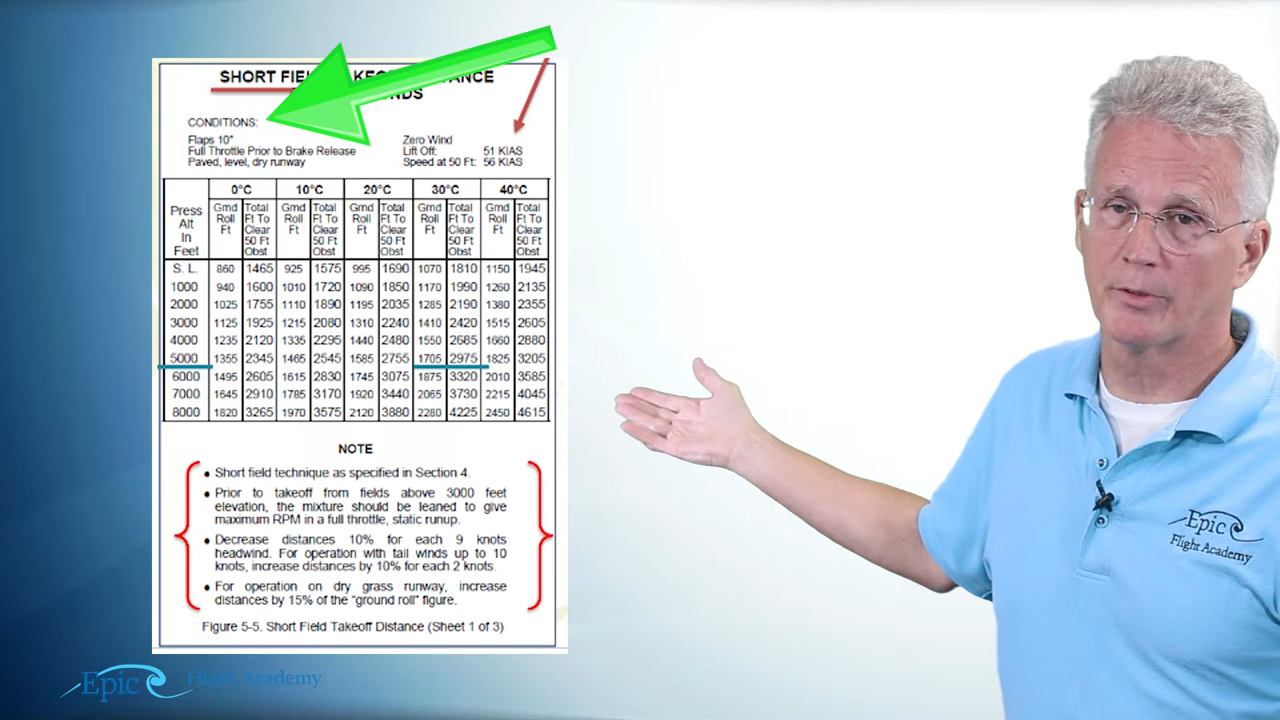 SHORT FIEL KE ANCE
NDS
CONDITIONS:
Flaps 10°
Full Throttle Prior to Brake Release
Paved, level, dry runway
Zero Wind
Lift Off: 51 KIAS
Speed at 50 Ft: 56 KIAS
0°C 10°C 20°C 30°C 40°C
Press Alt In Feet Grnd Roll Ft Total Ft To Clear 50 Ft Obst Grnd Roll Ft Total Ft To Clear 50 Ft Obst Grnd Roll Ft Total Ft To Clear 50 Ft Obst Grnd Roll Ft Total Ft To Clear 50 Ft Obst Grnd Roll Ft Total Ft To Clear 50 Ft Obst
S. L. 860 1465 925 1575 995 1690 1070 1810 1150 1945
1000 940 1600 1010 1720 1090 1850 1170 1990 1260 2135
2000 1025 1755 1110 1890 1195 2035 1285 2190 1380 2355
3000 1125 1925 1215 2080 1310 2240 1410 2420 1515 2605
4000 1235 2120 1335 2295 1440 2480 1550 2685 1660 2880
5000 1355 2345 1465 2545 1585 2755 1705 2975 1825 3205
6000 1495 2605 1615 2830 1745 3075 1875 3320 2010 3585
7000 1645 2910 1785 3170 1920 3440 2065 3730 2215 4045
8000 1820 3265 1970 3575 2120 3880 2280 4225 2450 4615
NOTE
• Short field technique as specified in Section 4.
• Prior to takeoff from fields above 3000 feet
elevation, the mixture should be leaned to give
maximum RPM in a full throttle, static runup.
• Decrease distances 10% for each 9 knots
headwind. For operation with tail winds up to 10
knots, increase distances by 10% for each 2 knots.
• For operation on dry grass runway, increase
distances by 15% of the "ground roll" figure.
Figure 5-5. Short Field Takeoff Distance (Sheet 1 of 3)
Epic Flight Academy
Epic
Flight Academy